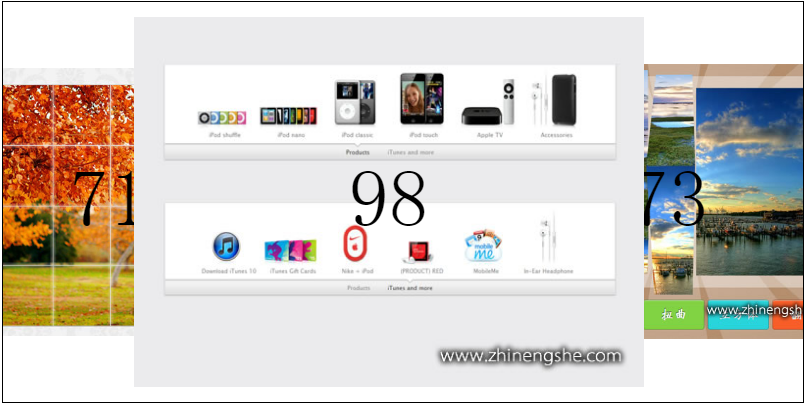 iPod shuffle
iPod nano
iPod classic
iPod touch
Apple TV
Accessories
Products
iTunes and more
71
98
73
Download iTunes 10
iTunes Gift Cards
Nike + iPod
(PRODUCT) RED
MobileMe
In-Ear Headphone
Products
iTunes and more
扭曲
www.zhinengsh
www.zhinengshe.com